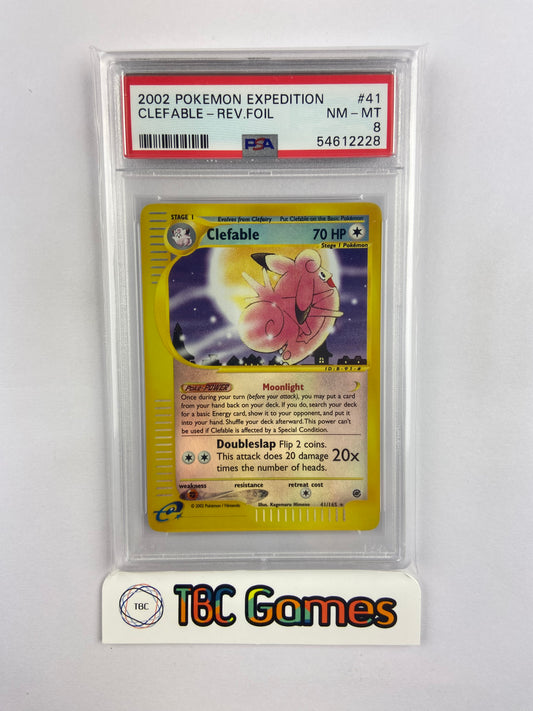 2002 POKEMON EXPEDITION #41
CLEFABLE - REV.FOIL NM - MT
8
PSA 54612228
STAGE 1 Evolves from Clefairy Put Clefable on the Basic Pokémon
Clefable 70 HP
Stage 1 Pokémon
Poké-POWER Moonlight
Once during your turn (before your attack), you may put a card
from your hand back on your deck. If you do, search your deck
for a basic Energy card, show it to your opponent, and put it
into your hand. Shuffle your deck afterward. This power can't
be used if Clefable is affected by a Special Condition.
Doubleslap Flip 2 coins.
This attack does 20 damage 20x
times the number of heads.
weakness resistance retreat cost
e
© 2002 Pokémon / Nintendo Illus. Kagemaru Himeno 41/165
TBC TBC Games